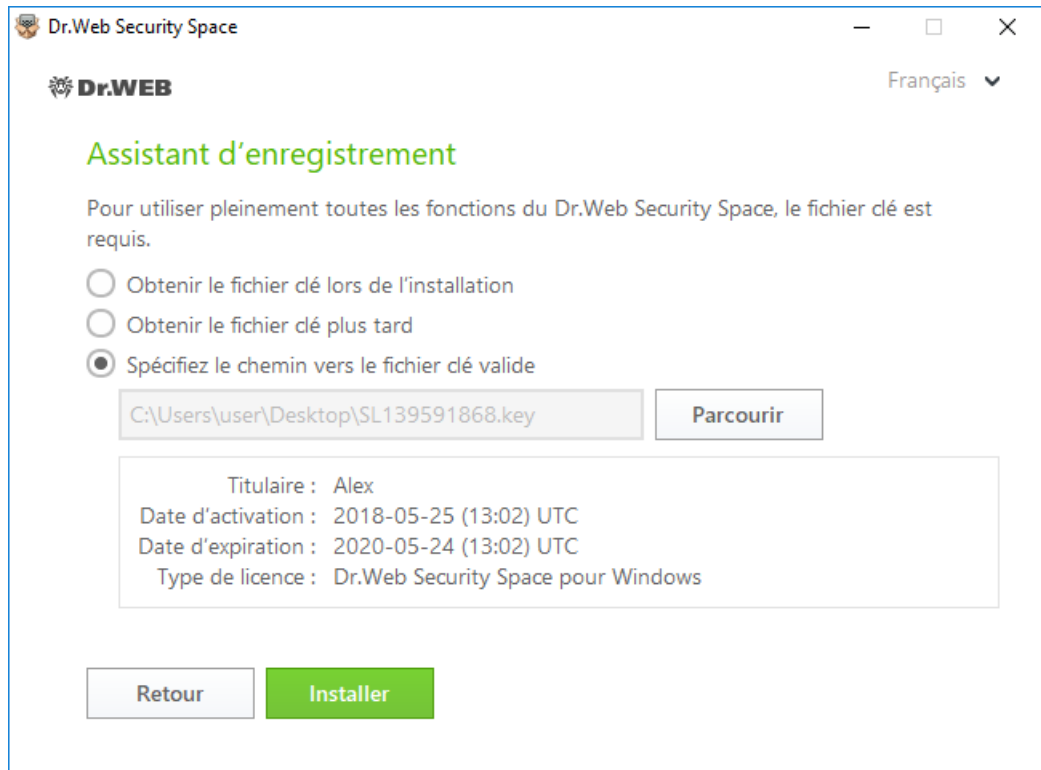 Dr.Web Security Space
Dr.WEB
Français
Assistant d'enregistrement
Pour utiliser pleinement toutes les fonctions du Dr.Web Security Space, le fichier clé est
requis.
Obtenir le fichier clé lors de l'installation
Obtenir le fichier clé plus tard
Spécifiez le chemin vers le fichier clé valide
C:\Users\user\Desktop\SL139591868.key
Parcourir
Titulaire : Alex
Date d'activation : 2018-05-25 (13:02) UTC
Date d'expiration : 2020-05-24 (13:02) UTC
Type de licence : Dr.Web Security Space pour Windows
Retour
Installer